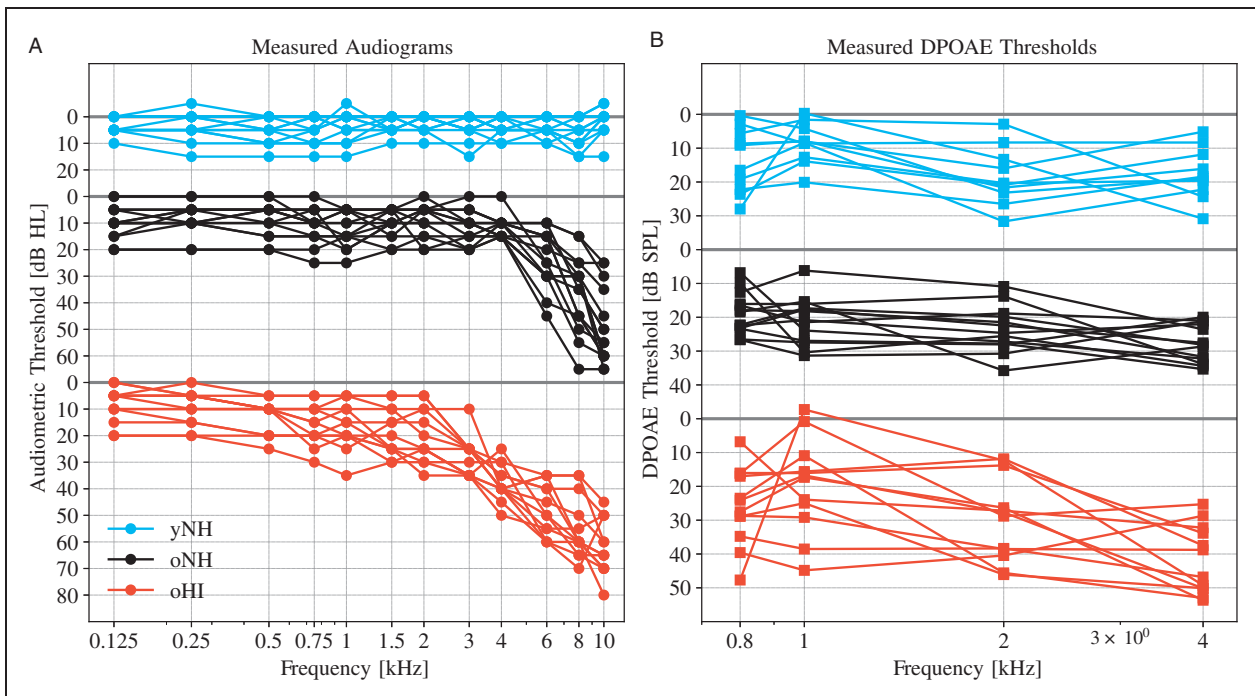 A
Measured Audiograms
Audiometric Threshold [dB HL]
0
10
20
0
10
20
30
40
50
60
0
10
20
30
40
50
60
70
80
yNH
oNH
oHI
0.125 0.25 0.5 0.75 1 1.5 2 3 4 6 8 10
Frequency [kHz]
B
Measured DPOAE Thresholds
DPOAE Threshold [dB SPL]
0
10
20
30
0
10
20
30
40
0
10
20
30
40
50
0.8 1 2 3 × 10⁰ 4
Frequency [kHz]